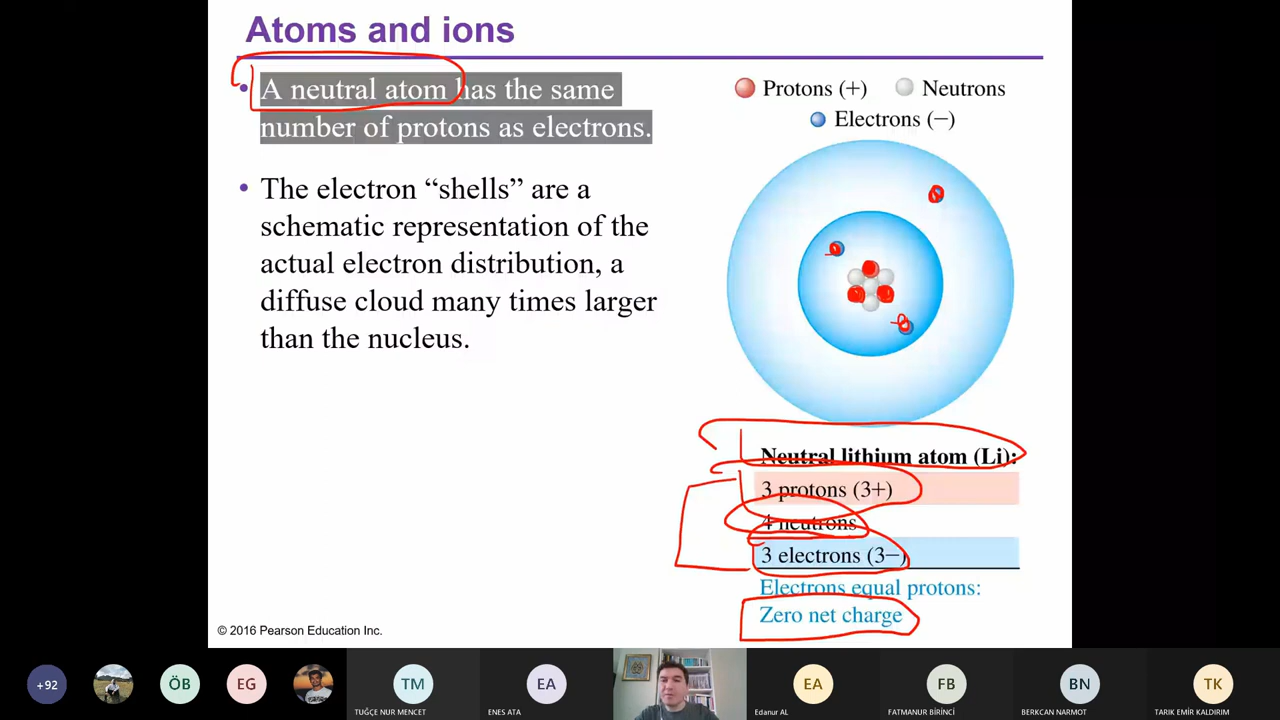 Atoms and ions
• A neutral atom has the same
number of protons as electrons.
• The electron “shells” are a
schematic representation of the
actual electron distribution, a
diffuse cloud many times larger
than the nucleus.
Protons (+) Neutrons
Electrons (−)
Neutral lithium atom (Li):
3 protons (3+)
4 neutrons
3 electrons (3−)
Electrons equal protons:
Zero net charge
© 2016 Pearson Education Inc.
+92
ÖB
EG
TM
TUĞÇE NUR MENCET
EA
ENES ATA
EA
Edanur AL
FB
FATMANUR BİRİNCİ
BN
BERKCAN NARMOT
TK
TARIK EMİR KALDIRIM